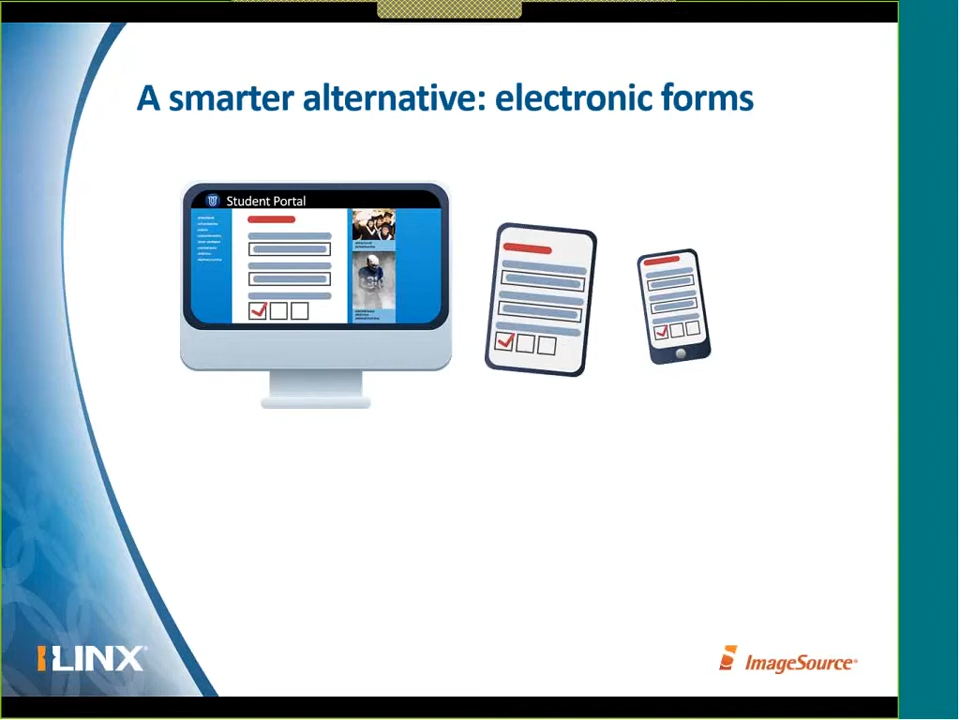 A smarter alternative: electronic forms
Student Portal
ILINX®
ImageSource®